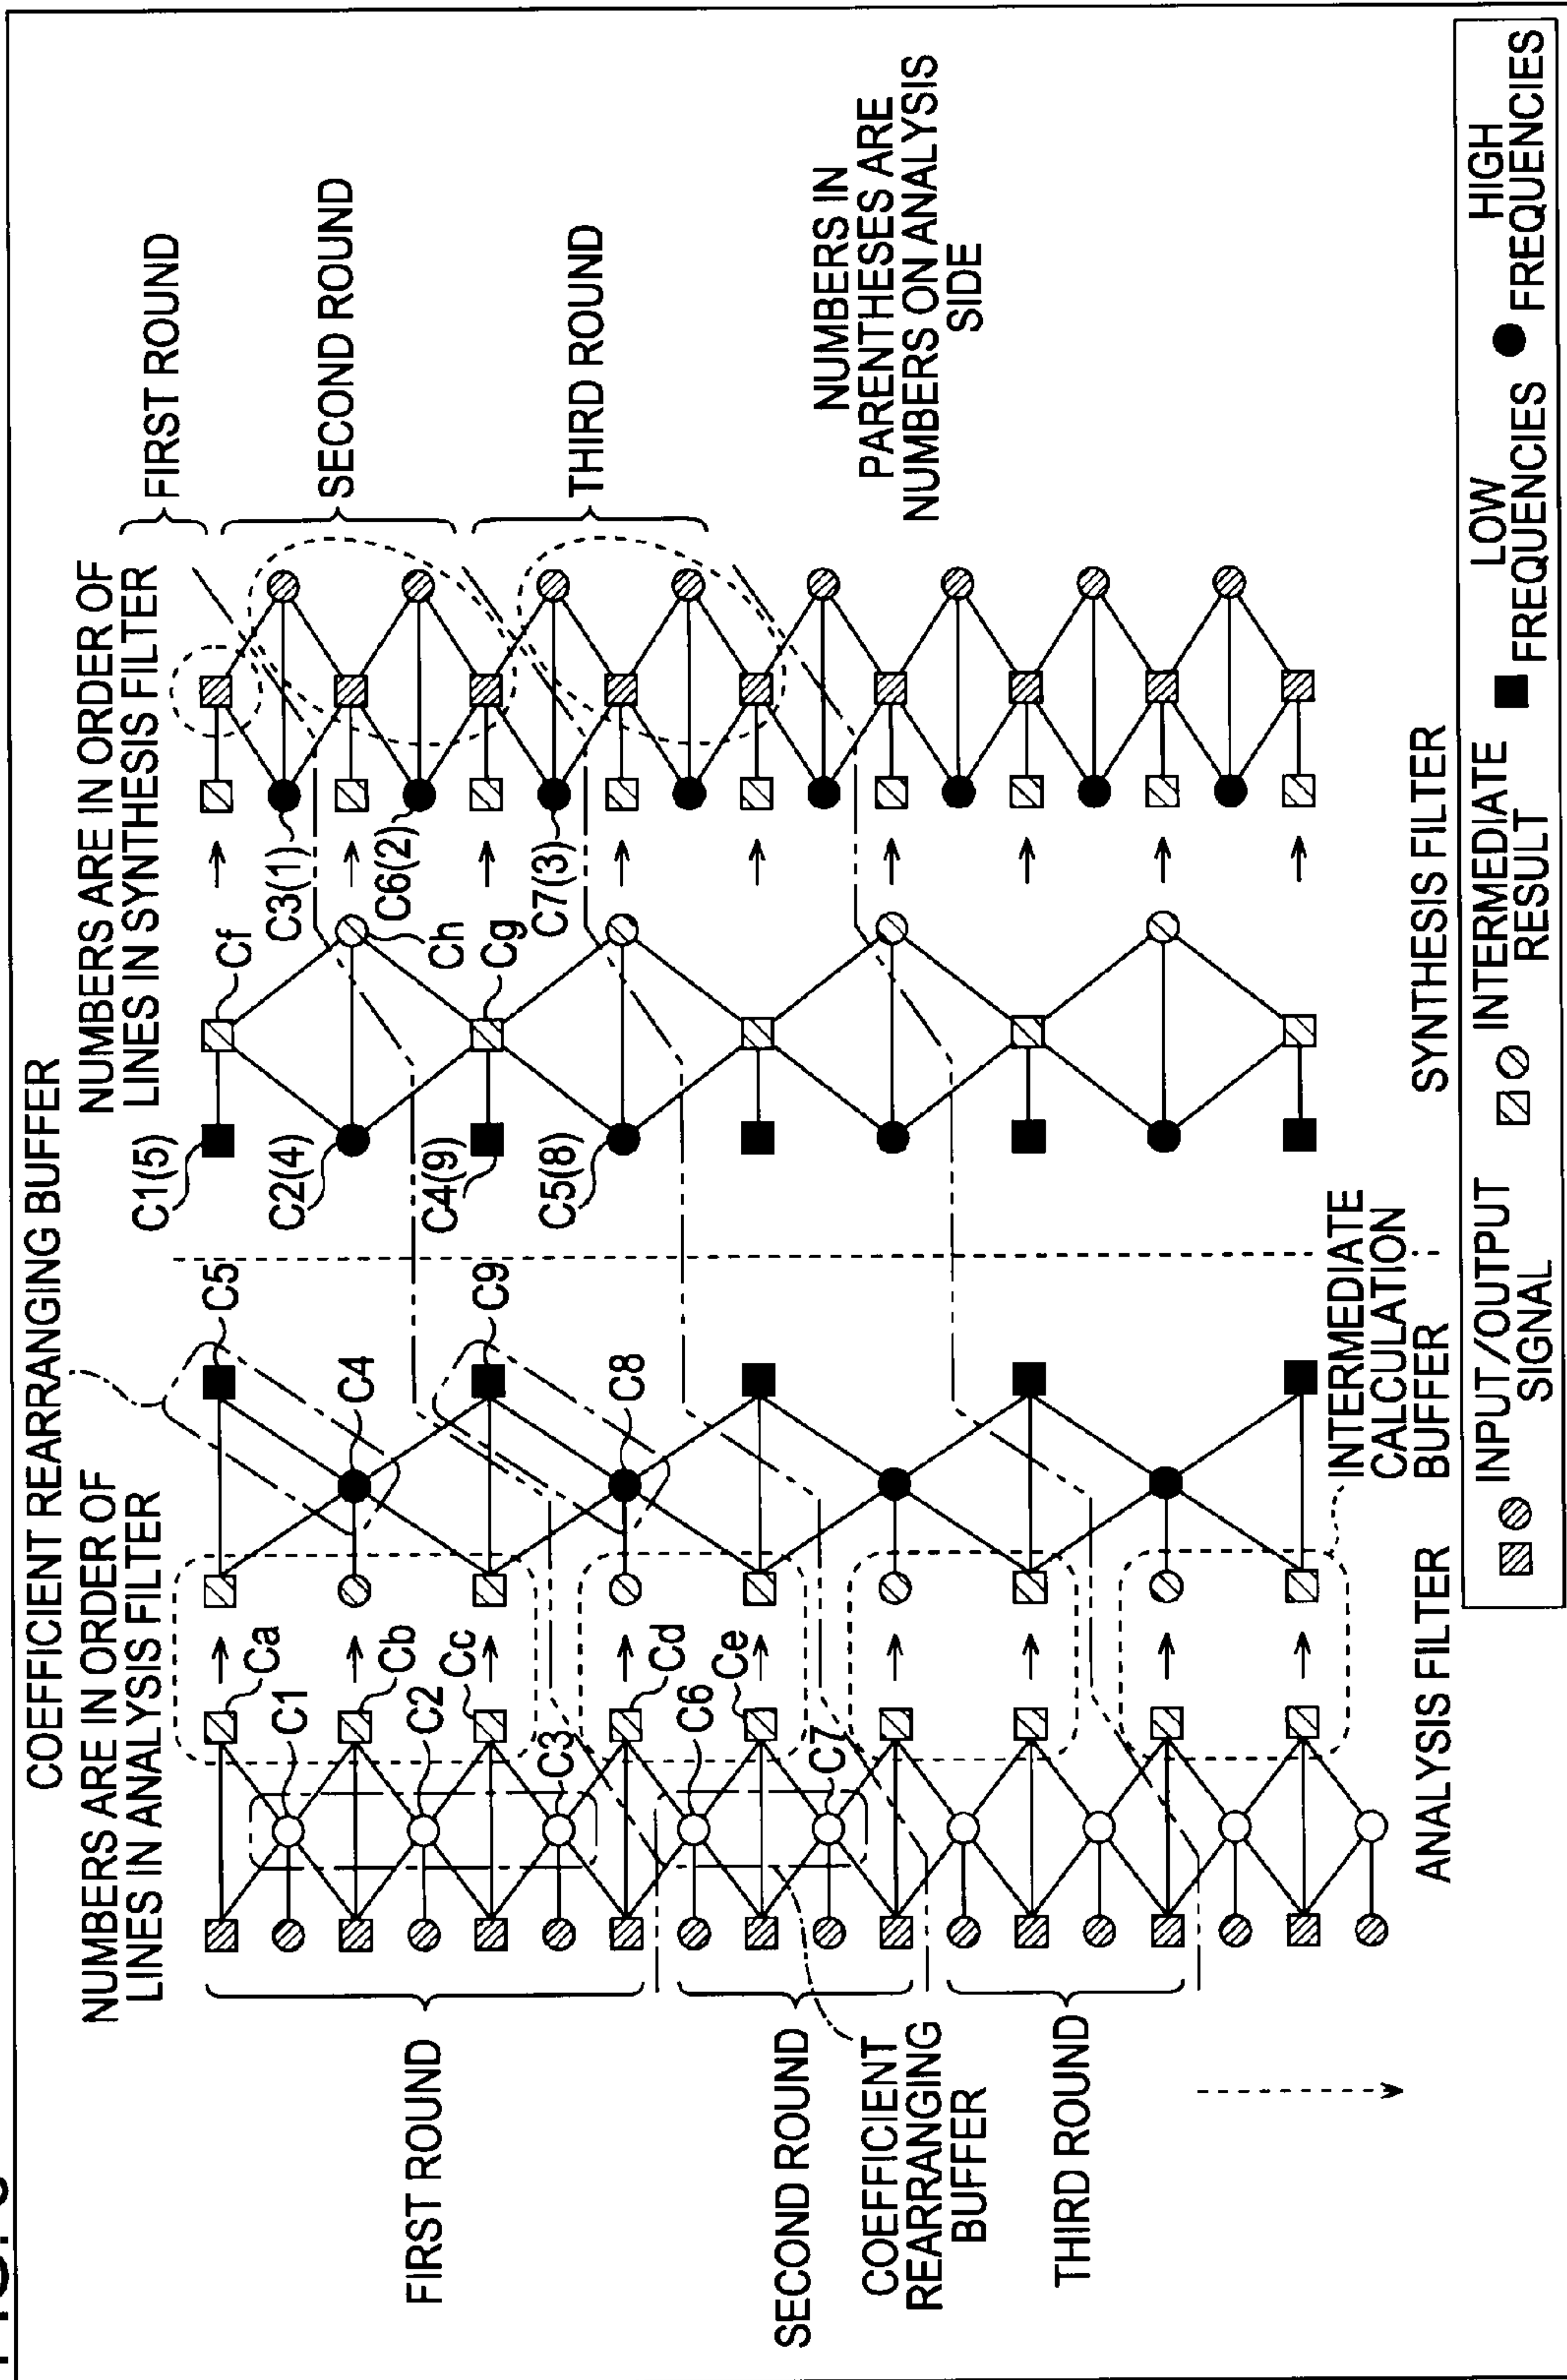 COEFFICIENT REARRANGING BUFFER
NUMBERS ARE IN ORDER OF
LINES IN ANALYSIS FILTER
NUMBERS ARE IN ORDER OF
LINES IN SYNTHESIS FILTER
FIRST ROUND
SECOND ROUND
COEFFICIENT
REARRANGING
BUFFER
THIRD ROUND
Ca
C1
Cb
C2
Cc
C3
Cd
C6
Ce
C7
C5
C4
C9
C8
INTERMEDIATE
CALCULATION
BUFFER
ANALYSIS FILTER
C1(5)
C2(4)
C4(9)
C5(8)
Cf
Ch
Cg
C3(1)
C6(2)
C7(3)
FIRST ROUND
SECOND ROUND
THIRD ROUND
NUMBERS IN
PARENTHESES ARE
NUMBERS ON ANALYSIS
SIDE
SYNTHESIS FILTER
INPUT/OUTPUT
SIGNAL
INTERMEDIATE
RESULT
LOW
FREQUENCIES
HIGH
FREQUENCIES